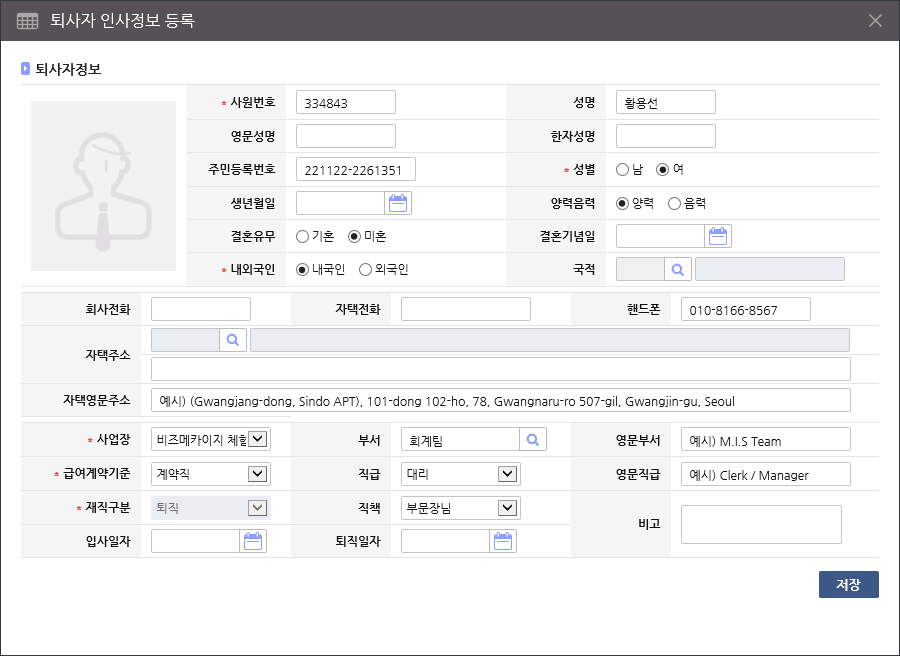 퇴사자 인사정보 등록
퇴사자정보
* 사원번호 334843 성명 황용선
영문성명 한자성명
주민등록번호 221122-2261351 * 성별 남 여
생년월일 양력음력 양력 음력
결혼유무 기혼 미혼 결혼기념일
* 내외국인 내국인 외국인 국적
회사전화 자택전화 핸드폰 010-8166-8567
자택주소
자택영문주소 예시) (Gwangjang-dong, Sindo APT), 101-dong 102-ho, 78, Gwangnaru-ro 507-gil, Gwangjin-gu, Seoul
* 사업장 비즈메카이지 체험 부서 회계팀 영문부서 예시) M.I.S Team
* 급여계약기준 계약직 직급 대리 영문직급 예시) Clerk / Manager
* 재직구분 퇴직 직책 부문장님 비고
입사일자 퇴직일자
저장